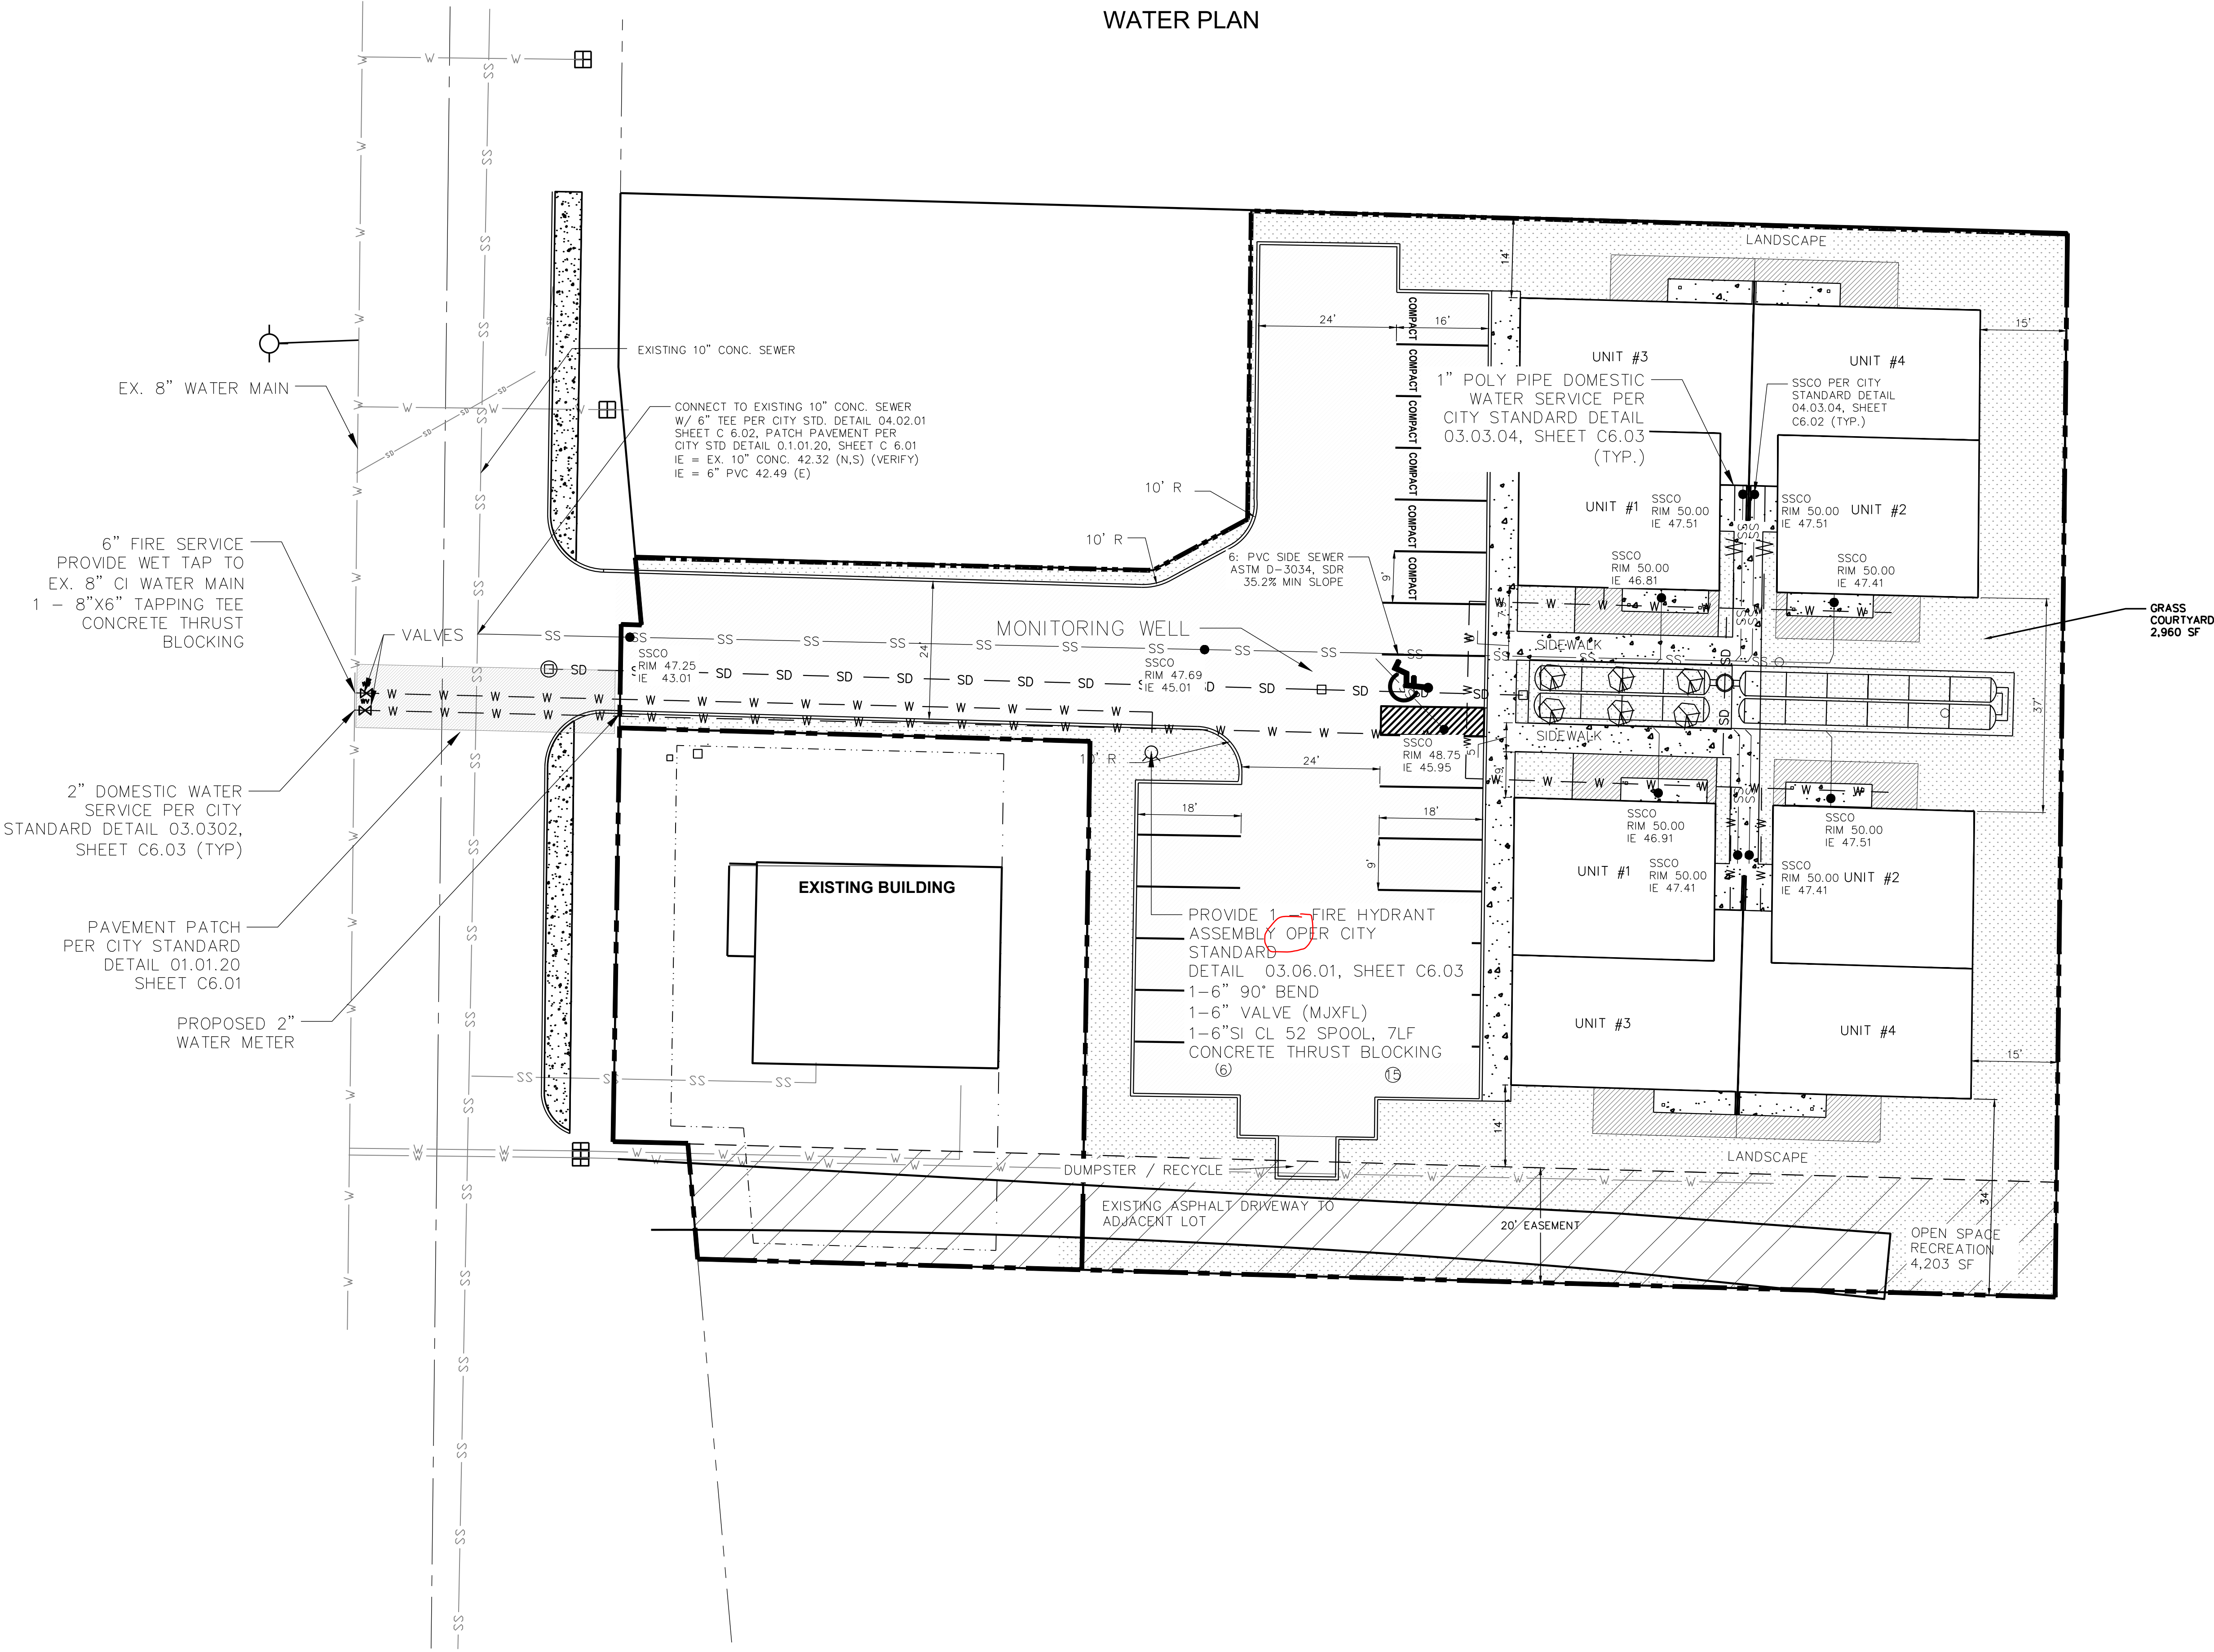 WATER PLAN
EX. 8" WATER MAIN
EXISTING 10" CONC. SEWER
CONNECT TO EXISTING 10" CONC. SEWER
W/ 6" TEE PER CITY STD. DETAIL 04.02.01
SHEET C 6.02, PATCH PAVEMENT PER
CITY STD DETAIL 0.1.01.20, SHEET C 6.01
IE = EX. 10" CONC. 42.32 (N,S) (VERIFY)
IE = 6" PVC 42.49 (E)
6" FIRE SERVICE
PROVIDE WET TAP TO
EX. 8" CI WATER MAIN
1 – 8"X6" TAPPING TEE
CONCRETE THRUST
BLOCKING
VALVES
2" DOMESTIC WATER
SERVICE PER CITY
STANDARD DETAIL 03.0302,
SHEET C6.03 (TYP)
PAVEMENT PATCH
PER CITY STANDARD
DETAIL 01.01.20
SHEET C6.01
PROPOSED 2"
WATER METER
SSCO
RIM 47.25
IE 43.01
24'
MONITORING WELL
SSCO
RIM 47.69
IE 45.01
10' R
10' R
10' R
6: PVC SIDE SEWER
ASTM D–3034, SDR
35.2% MIN SLOPE
24'
16'
14'
COMPACT
COMPACT
COMPACT
COMPACT
COMPACT
COMPACT
9'
LANDSCAPE
15'
UNIT #3
UNIT #4
1" POLY PIPE DOMESTIC
WATER SERVICE PER
CITY STANDARD DETAIL
03.03.04, SHEET C6.03
(TYP.)
SSCO PER CITY
STANDARD DETAIL
04.03.04, SHEET
C6.02 (TYP.)
UNIT #1
SSCO
RIM 50.00
IE 47.51
SSCO
RIM 50.00
IE 47.51
UNIT #2
SSCO
RIM 50.00
IE 46.81
SSCO
RIM 50.00
IE 47.41
GRASS
COURTYARD
2,960 SF
SIDEWALK
SIDEWALK
37'
SSCO
RIM 48.75
IE 45.95
24'
18'
18'
9'
SSCO
RIM 50.00
IE 46.91
SSCO
RIM 50.00
IE 47.51
UNIT #1
SSCO
RIM 50.00
IE 47.41
SSCO
RIM 50.00
IE 47.41
UNIT #2
UNIT #3
UNIT #4
15'
EXISTING BUILDING
PROVIDE 1 – FIRE HYDRANT
ASSEMBLY OPER CITY
STANDARD
DETAIL 03.06.01, SHEET C6.03
1–6" 90° BEND
1–6" VALVE (MJXFL)
1–6"SI CL 52 SPOOL, 7LF
CONCRETE THRUST BLOCKING
6
15
14'
LANDSCAPE
34'
DUMPSTER / RECYCLE
EXISTING ASPHALT DRIVEWAY TO
ADJACENT LOT
20' EASEMENT
OPEN SPACE
RECREATION
4,203 SF